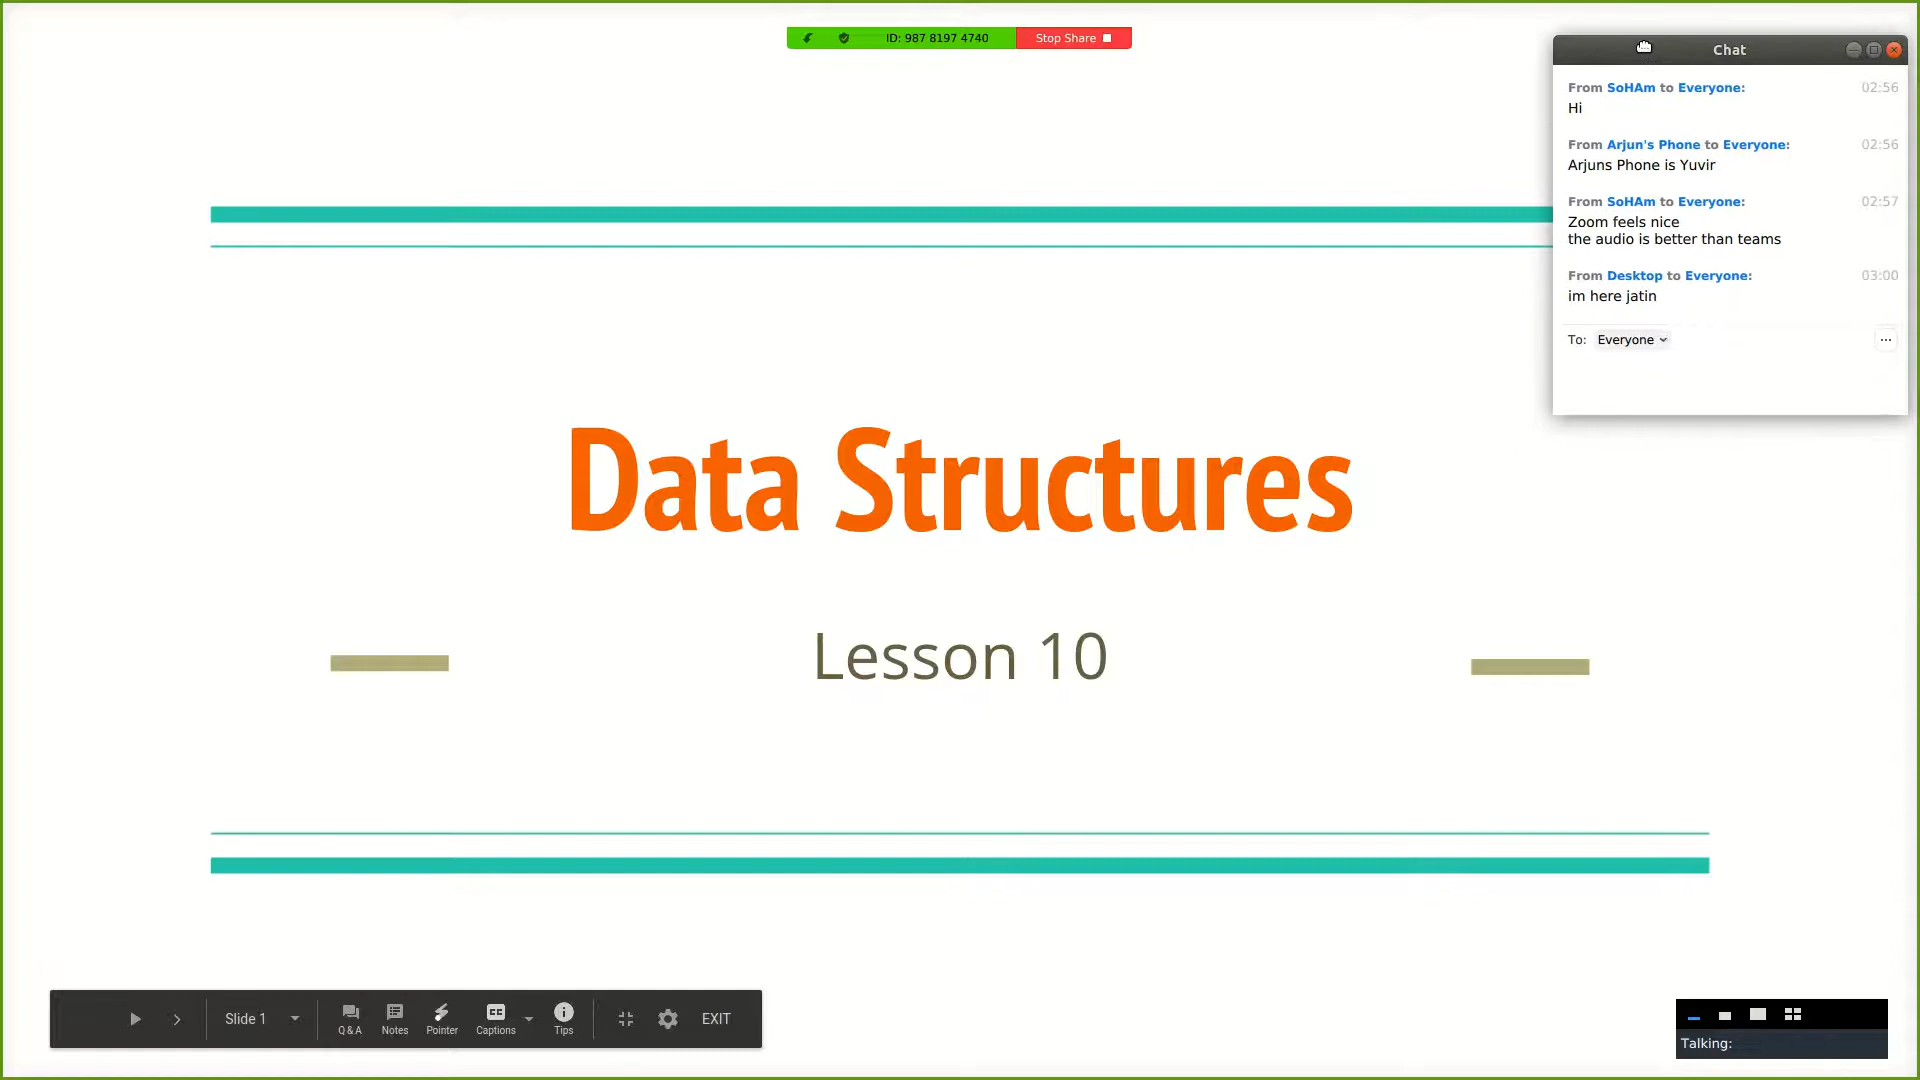 ID: 987 8197 4740 Stop Share
Chat
From SoHAm to Everyone: 02:56
Hi
From Arjun's Phone to Everyone: 02:56
Arjuns Phone is Yuvir
From SoHAm to Everyone: 02:57
Zoom feels nice
the audio is better than teams
From Desktop to Everyone: 03:00
im here jatin
To: Everyone
...
Data Structures
Lesson 10
Slide 1 Q & A Notes Pointer CC Captions Tips EXIT
Talking: